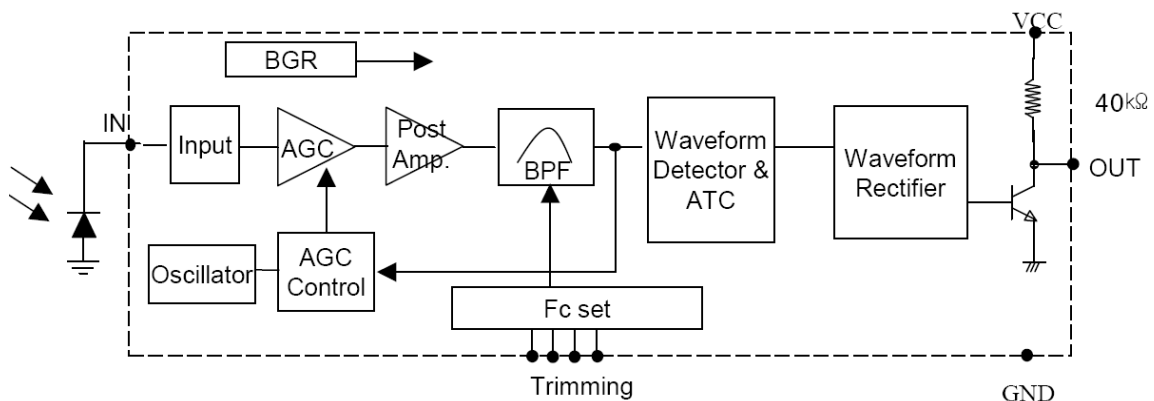 VCC
BGR
40kΩ
IN
Input
AGC
Post
Amp.
BPF
Waveform
Detector &
ATC
Waveform
Rectifier
OUT
Oscillator
AGC
Control
Fc set
Trimming
GND